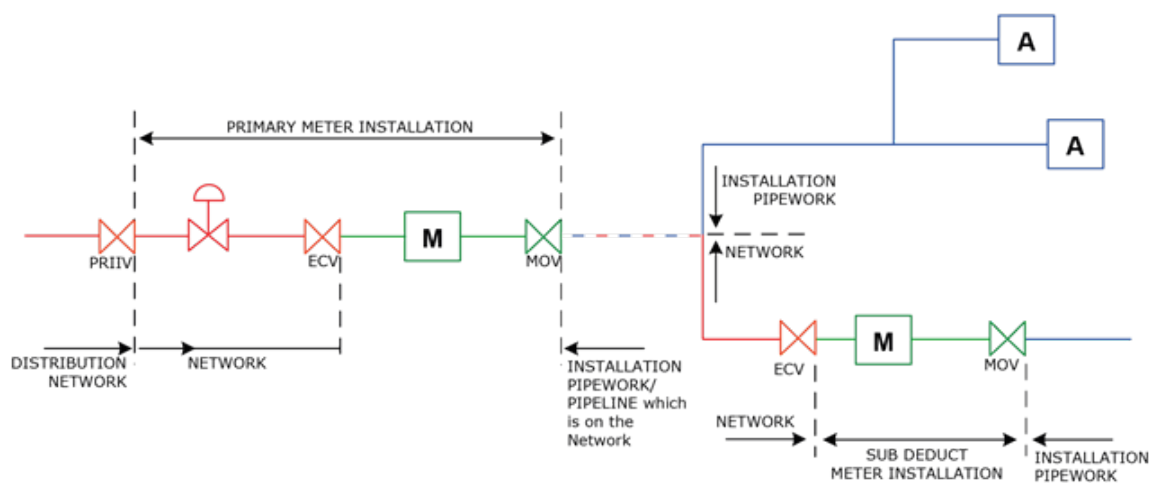 A
A
PRIMARY METER INSTALLATION
INSTALLATION
PIPEWORK
NETWORK
PRIIV
ECV
M
MOV
DISTRIBUTION
NETWORK
NETWORK
INSTALLATION
PIPEWORK/
PIPELINE which
is on the
Network
ECV
M
MOV
NETWORK
SUB DEDUCT
METER INSTALLATION
INSTALLATION
PIPEWORK